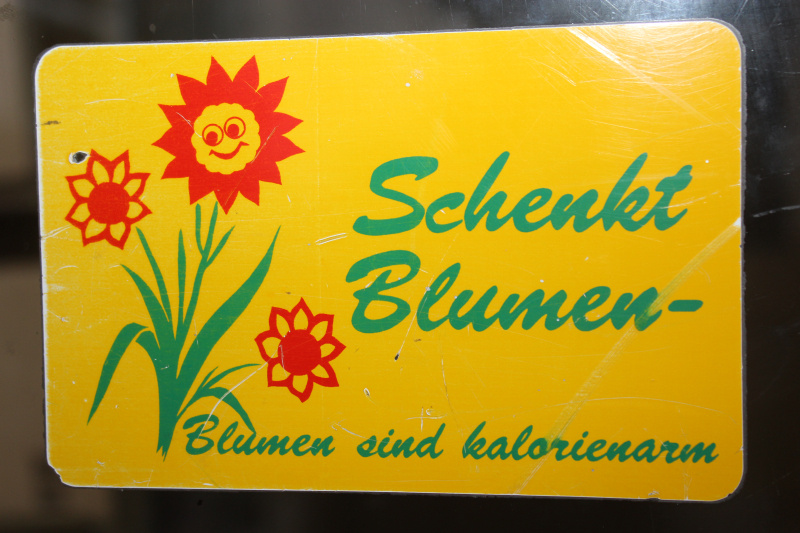 Schenkt
Blumen-
Blumen sind kalorienarm